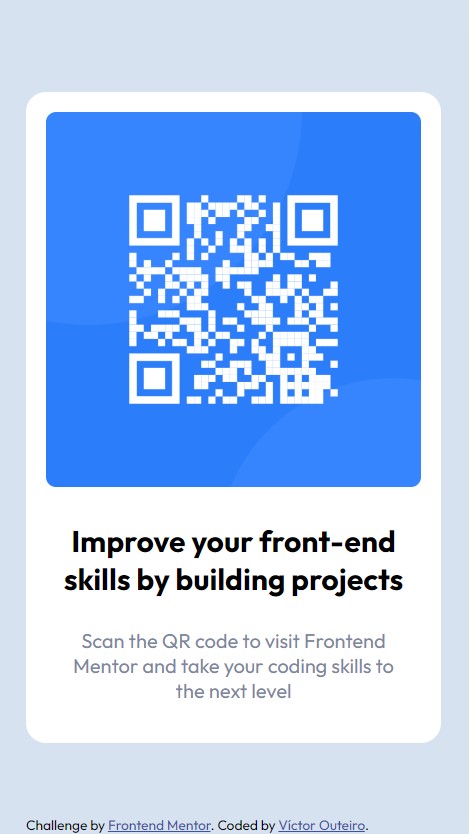 Improve your front-end
skills by building projects
Scan the QR code to visit Frontend
Mentor and take your coding skills to
the next level
Challenge by Frontend Mentor. Coded by Víctor Outeiro.